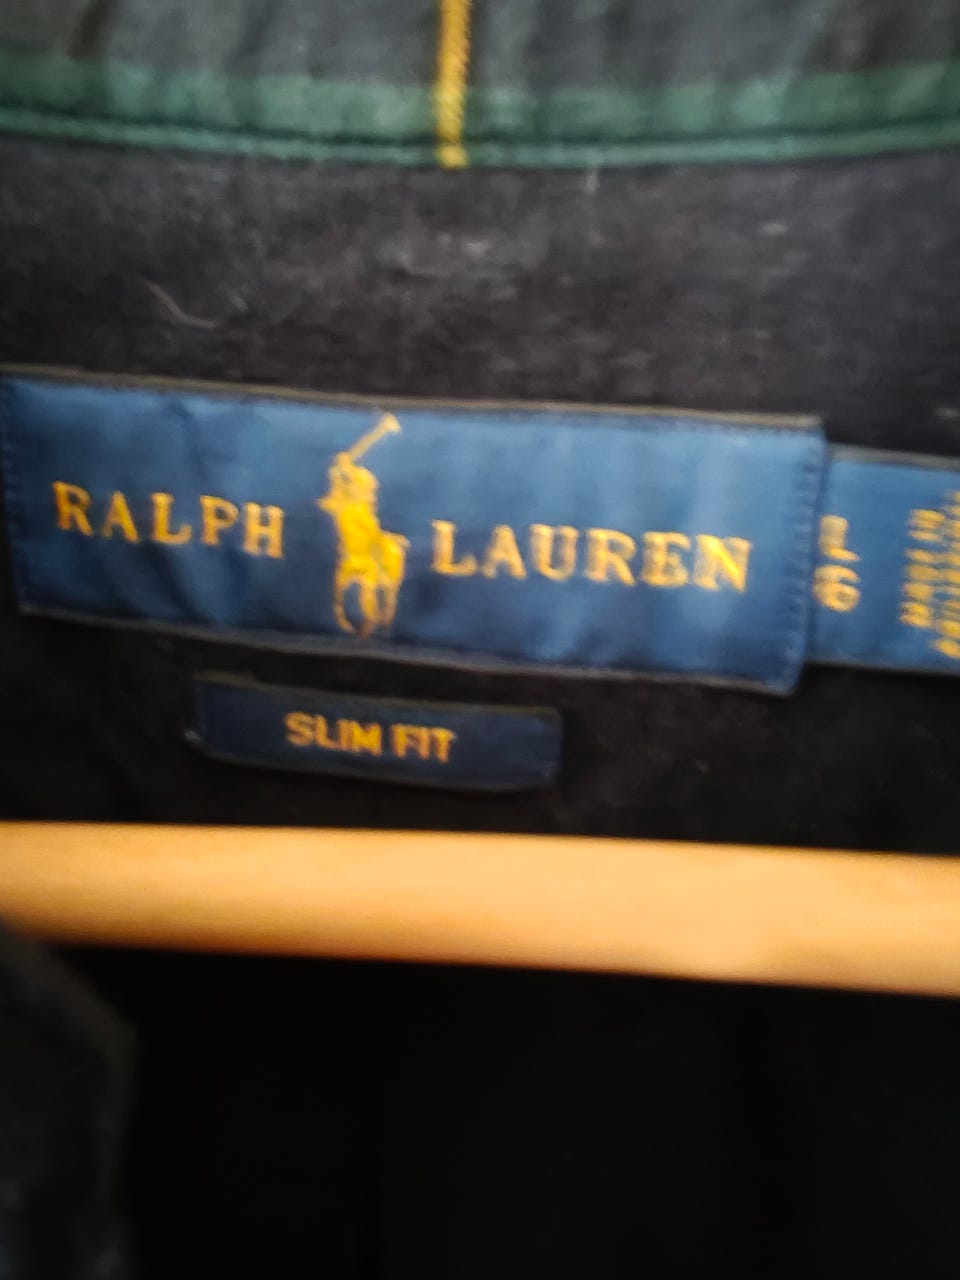 RALPH LAUREN
L
G
SLIM FIT